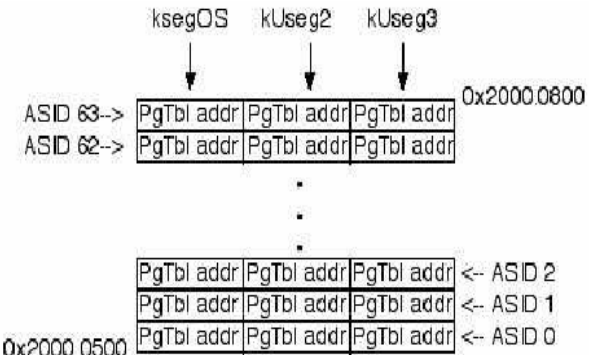 ksegOS kUseg2 kUseg3
0x2000.0800
ASID 63--> PgTbl addr PgTbl addr PgTbl addr
ASID 62--> PgTbl addr PgTbl addr PgTbl addr
PgTbl addr PgTbl addr PgTbl addr <-- ASID 2
PgTbl addr PgTbl addr PgTbl addr <-- ASID 1
0x2000.0500 PgTbl addr PgTbl addr PgTbl addr <-- ASID 0